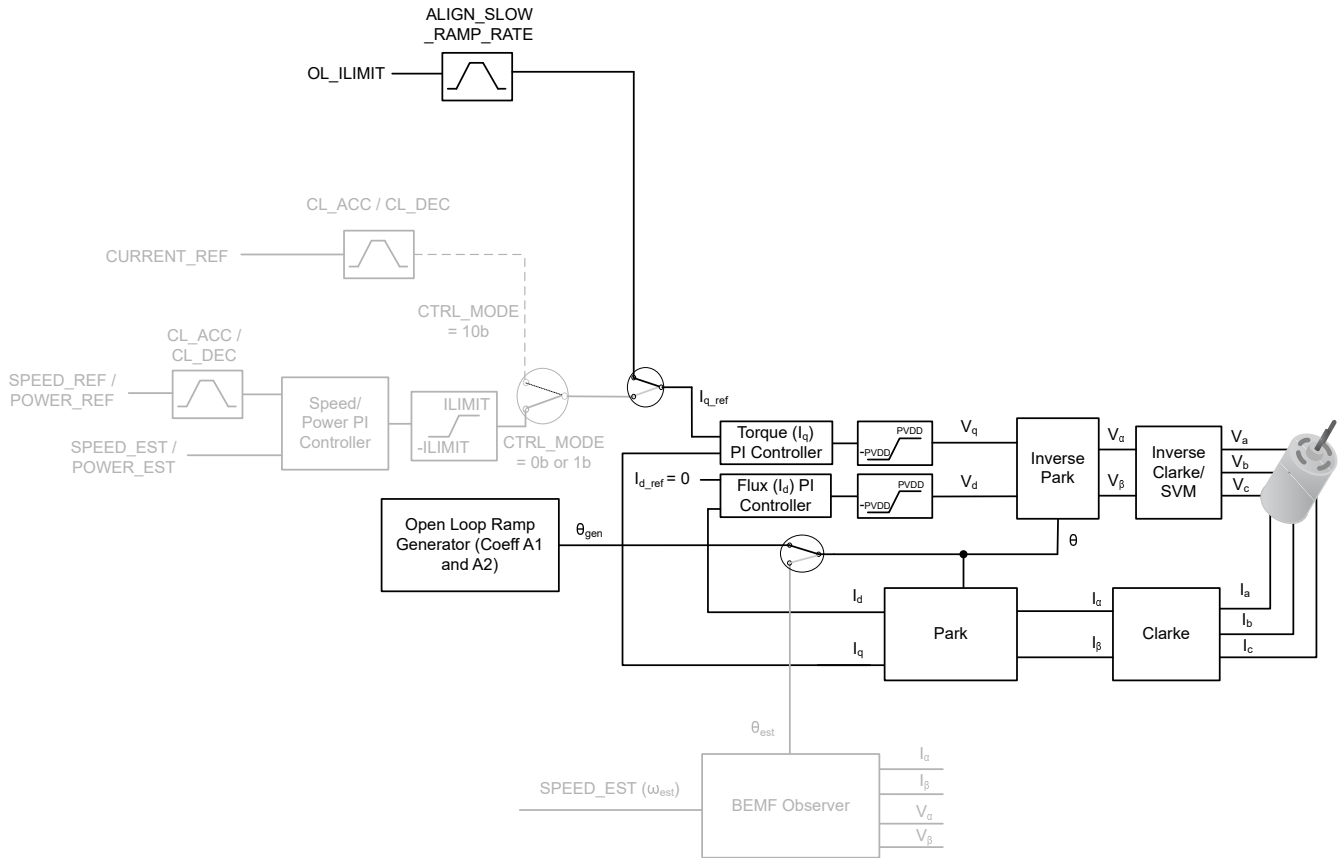 ALIGN_SLOW
_RAMP_RATE
OL_ILIMIT
CL_ACC / CL_DEC
CURRENT_REF
CTRL_MODE
= 10b
CL_ACC /
CL_DEC
SPEED_REF /
POWER_REF
Speed/
Power PI
Controller
ILIMIT
-ILIMIT
SPEED_EST /
POWER_EST
CTRL_MODE
= 0b or 1b
Iq_ref
Torque (Iq)
PI Controller
PVDD
-PVDD
Vq
Id_ref = 0
Flux (Id) PI
Controller
PVDD
-PVDD
Vd
Inverse
Park
Vα
Vβ
Inverse
Clarke/
SVM
Va
Vb
Vc
Open Loop Ramp
Generator (Coeff A1
and A2)
θgen
θ
Id
Iq
Park
Iα
Iβ
Clarke
Ia
Ib
Ic
θest
SPEED_EST (ωest)
BEMF Observer
Iα
Iβ
Vα
Vβ